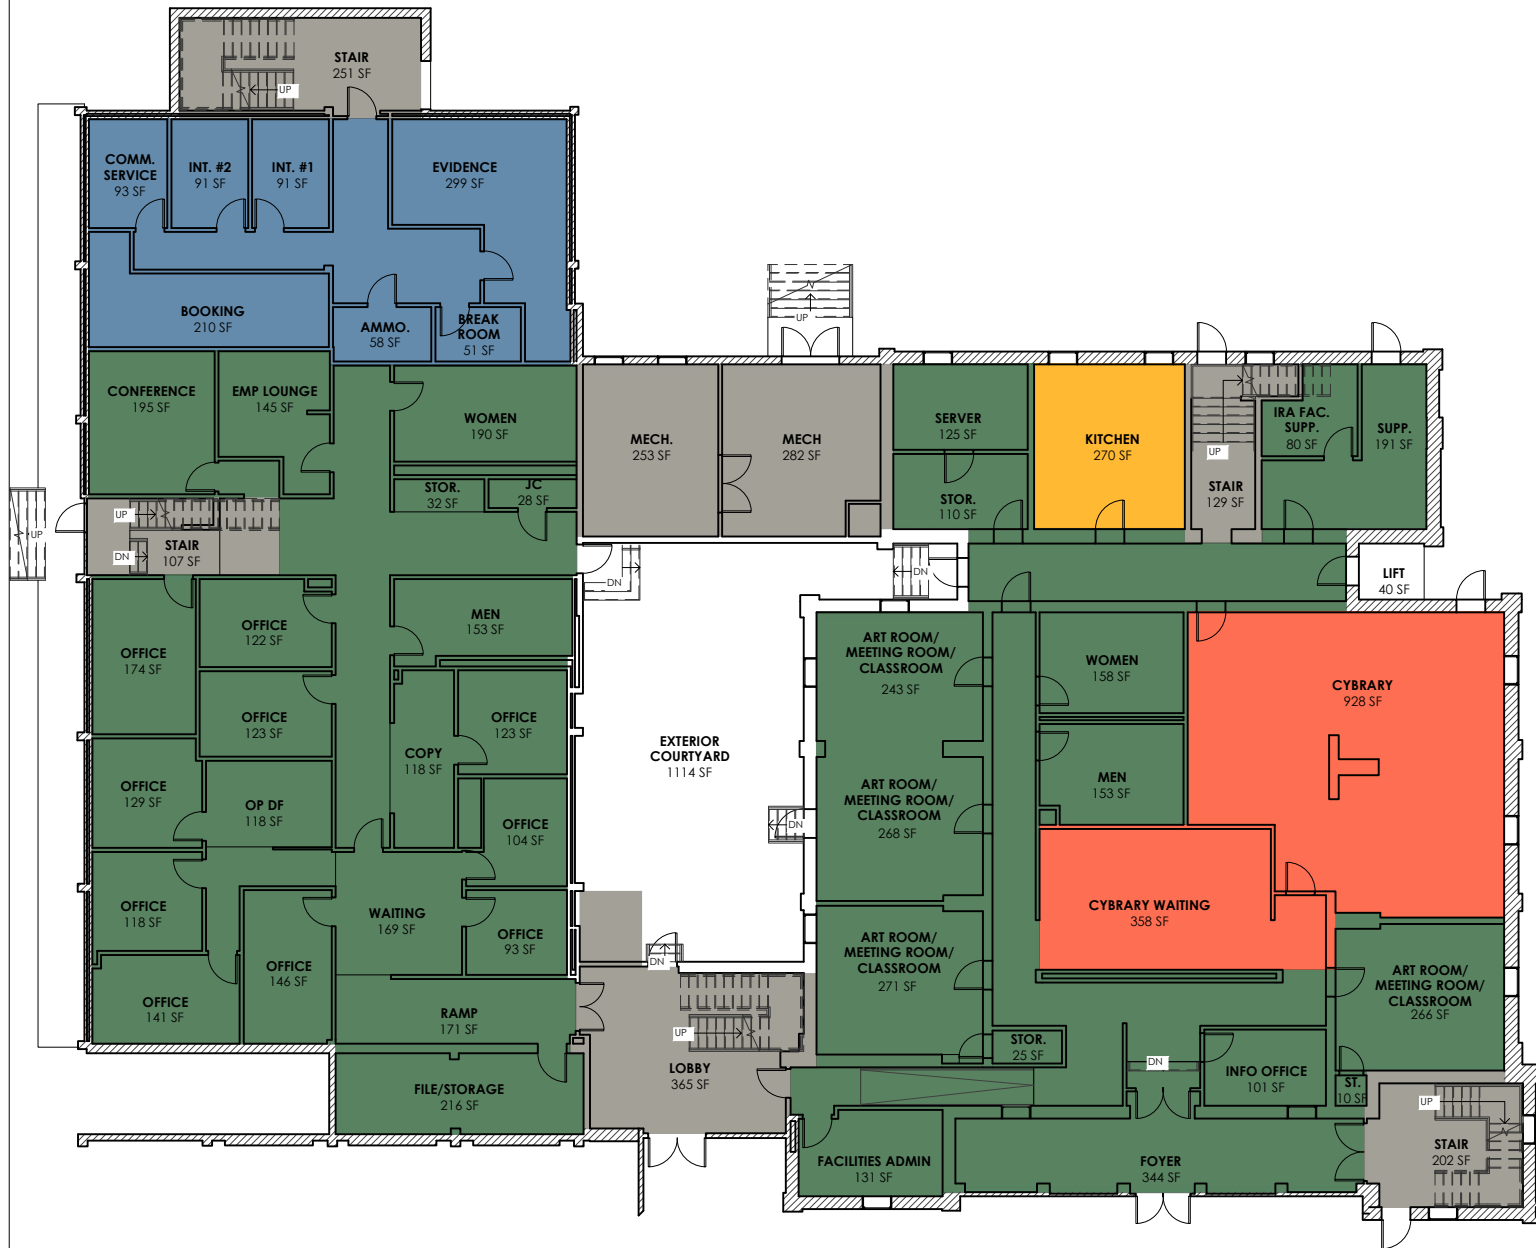 STAIR
251 SF
UP
COMM.
SERVICE
93 SF
INT. #2
91 SF
INT. #1
91 SF
EVIDENCE
299 SF
BOOKING
210 SF
AMMO.
58 SF
BREAK
ROOM
51 SF
UP
CONFERENCE
195 SF
EMP LOUNGE
145 SF
WOMEN
190 SF
MECH.
253 SF
MECH
282 SF
SERVER
125 SF
KITCHEN
270 SF
UP
STAIR
129 SF
IRA FAC.
SUPP.
80 SF
SUPP.
191 SF
STOR.
32 SF
JC
28 SF
STOR.
110 SF
UP
UP
DN
STAIR
107 SF
DN
DN
LIFT
40 SF
OFFICE
174 SF
OFFICE
122 SF
MEN
153 SF
ART ROOM/
MEETING ROOM/
CLASSROOM
243 SF
WOMEN
158 SF
CYBRARY
928 SF
OFFICE
123 SF
COPY
118 SF
OFFICE
123 SF
EXTERIOR
COURTYARD
1114 SF
OFFICE
129 SF
OP DF
118 SF
OFFICE
104 SF
DN
ART ROOM/
MEETING ROOM/
CLASSROOM
268 SF
MEN
153 SF
OFFICE
118 SF
WAITING
169 SF
OFFICE
93 SF
CYBRARY WAITING
358 SF
OFFICE
146 SF
OFFICE
141 SF
DN
ART ROOM/
MEETING ROOM/
CLASSROOM
271 SF
ART ROOM/
MEETING ROOM/
CLASSROOM
266 SF
RAMP
171 SF
UP
STOR.
25 SF
DN
LOBBY
365 SF
INFO OFFICE
101 SF
ST.
10 SF
FILE/STORAGE
216 SF
UP
STAIR
202 SF
FACILITIES ADMIN
131 SF
FOYER
344 SF